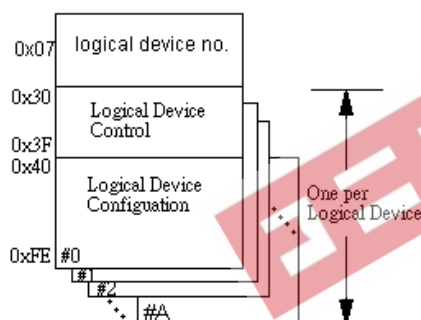 0x07
logical device no.
0x30
Logical Device
Control
0x3F
0x40
Logical Device
Configuation
One per
Logical Device
0xFE
#0
#1
#2
#A